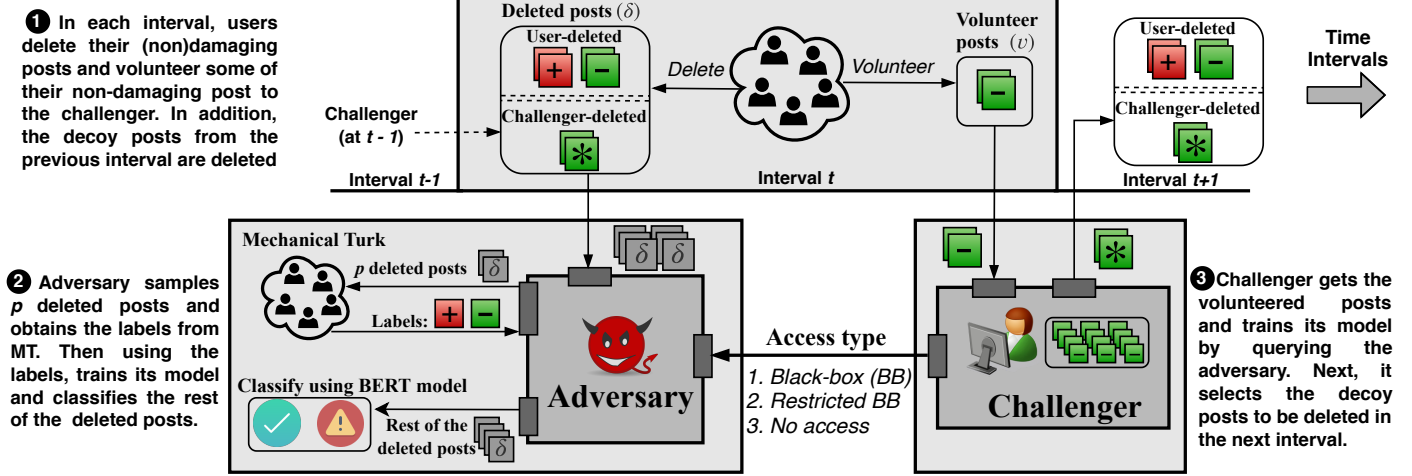 1 In each interval, users
delete their (non)damaging
posts and volunteer some of
their non-damaging post to
the challenger. In addition,
the decoy posts from the
previous interval are deleted
Deleted posts (δ)
User-deleted
+ −
Challenger-deleted
*
Challenger
(at t - 1)
Delete
Volunteer
Volunteer
posts (v)
−
User-deleted
+ −
Challenger-deleted
*
Time
Intervals
Interval t-1
Interval t
Interval t+1
2 Adversary samples
p deleted posts and
obtains the labels from
MT. Then using the
labels, trains its model
and classifies the rest
of the deleted posts.
Mechanical Turk
p deleted posts δ
Labels: + −
δ δ
Adversary
Classify using BERT model
Rest of the
deleted posts δ
Access type
1. Black-box (BB)
2. Restricted BB
3. No access
−
*
− − −
Challenger
3 Challenger gets the
volunteered posts
and trains its model
by querying the
adversary. Next, it
selects the decoy
posts to be deleted in
the next interval.